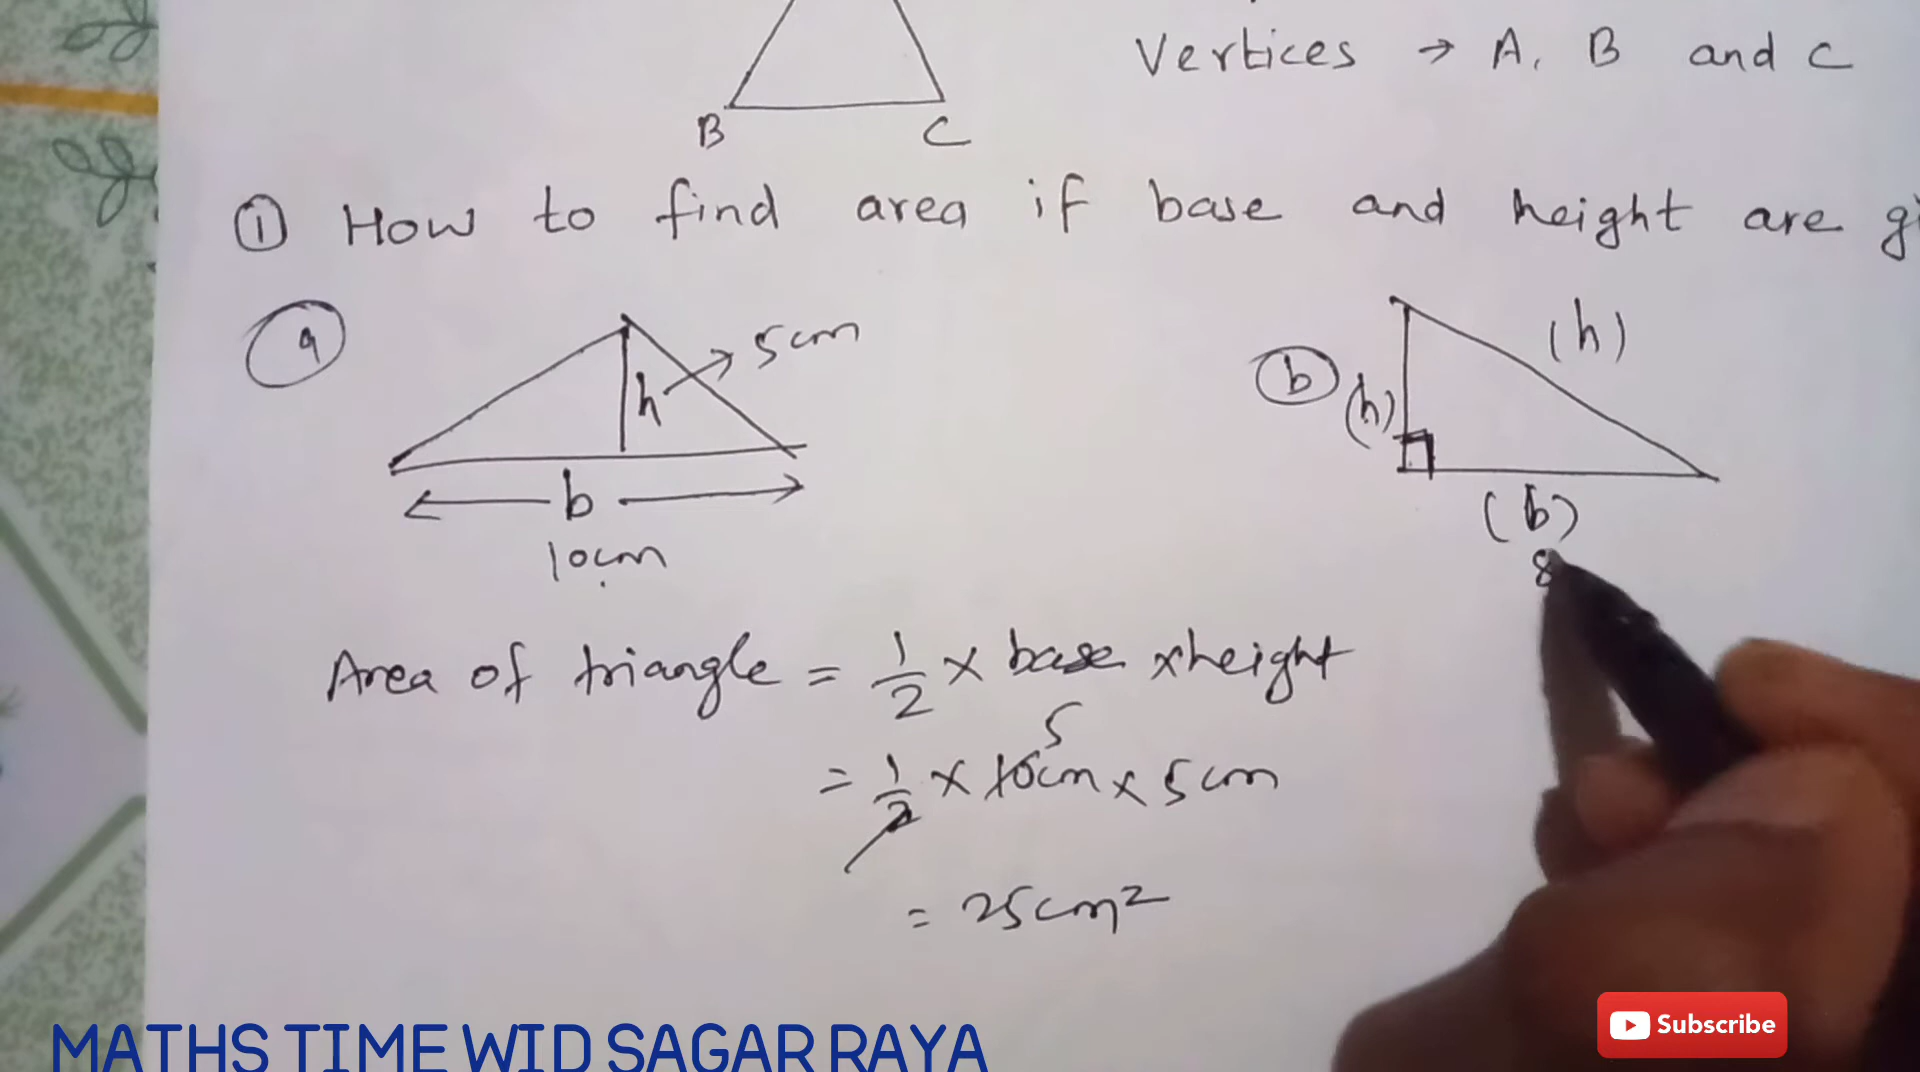 Vertices → A, B and C
B C
① How to find area if base and height are gi
a h → 5cm
b (h) (h)
b
10cm
(b)
8
Area of triangle = 1/2 × base × height
5
= 1/2 × 10cm × 5cm
= 25cm²
MATHS TIME WID SAGAR RAYA
Subscribe